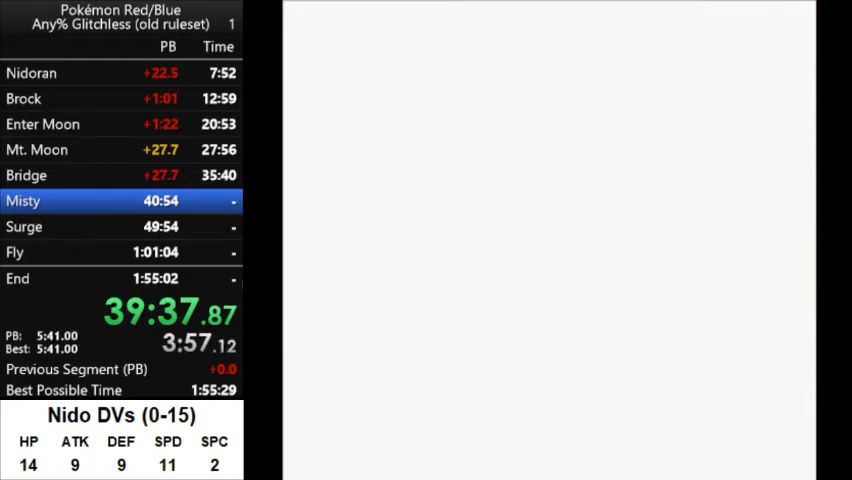 Pokémon Red/Blue
Any% Glitchless (old ruleset) 1
PB Time
Nidoran +22.5 7:52
Brock +1:01 12:59
Enter Moon +1:22 20:53
Mt. Moon +27.7 27:56
Bridge +27.7 35:40
Misty 40:54 -
Surge 49:54 -
Fly 1:01:04 -
End 1:55:02 -
39:37.87
PB: 5:41.00
Best: 5:41.00
3:57.12
Previous Segment (PB) +0.0
Best Possible Time 1:55:29
Nido DVs (0-15)
HP ATK DEF SPD SPC
14 9 9 11 2